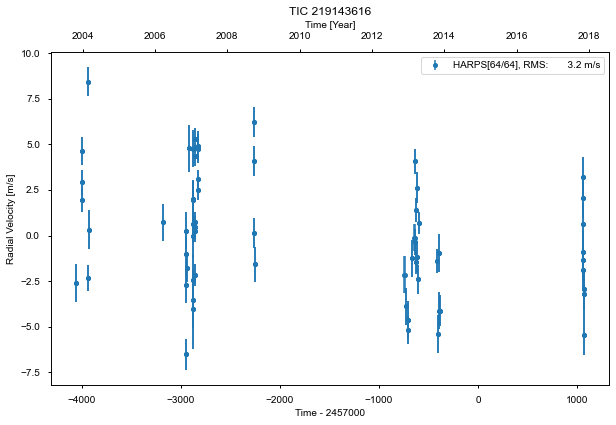 TIC 219143616
Time [Year]
2004 2006 2007 2008 2010 2012 2013 2014 2016 2018
HARPS[64/64], RMS: 3.2 m/s
Radial Velocity [m/s]
10.0
7.5
5.0
2.5
0.0
−2.5
−5.0
−7.5
−4000 −3000 −2000 −1000 0 1000
Time - 2457000